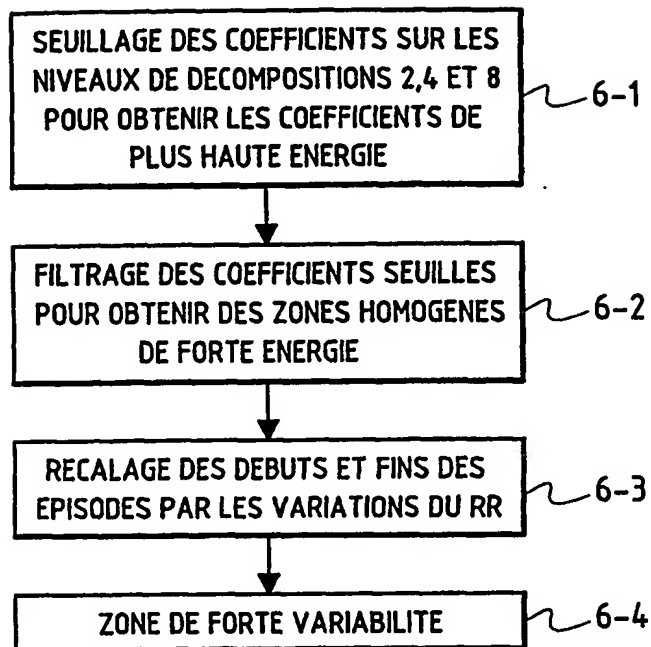 SEUILLAGE DES COEFFICIENTS SUR LES
NIVEAUX DE DECOMPOSITIONS 2,4 ET 8
POUR OBTENIR LES COEFFICIENTS DE
PLUS HAUTE ENERGIE
6-1
FILTRAGE DES COEFFICIENTS SEUILLES
POUR OBTENIR DES ZONES HOMOGENES
DE FORTE ENERGIE
6-2
RECALAGE DES DEBUTS ET FINS DES
EPISODES PAR LES VARIATIONS DU RR
6-3
ZONE DE FORTE VARIABILITE
6-4